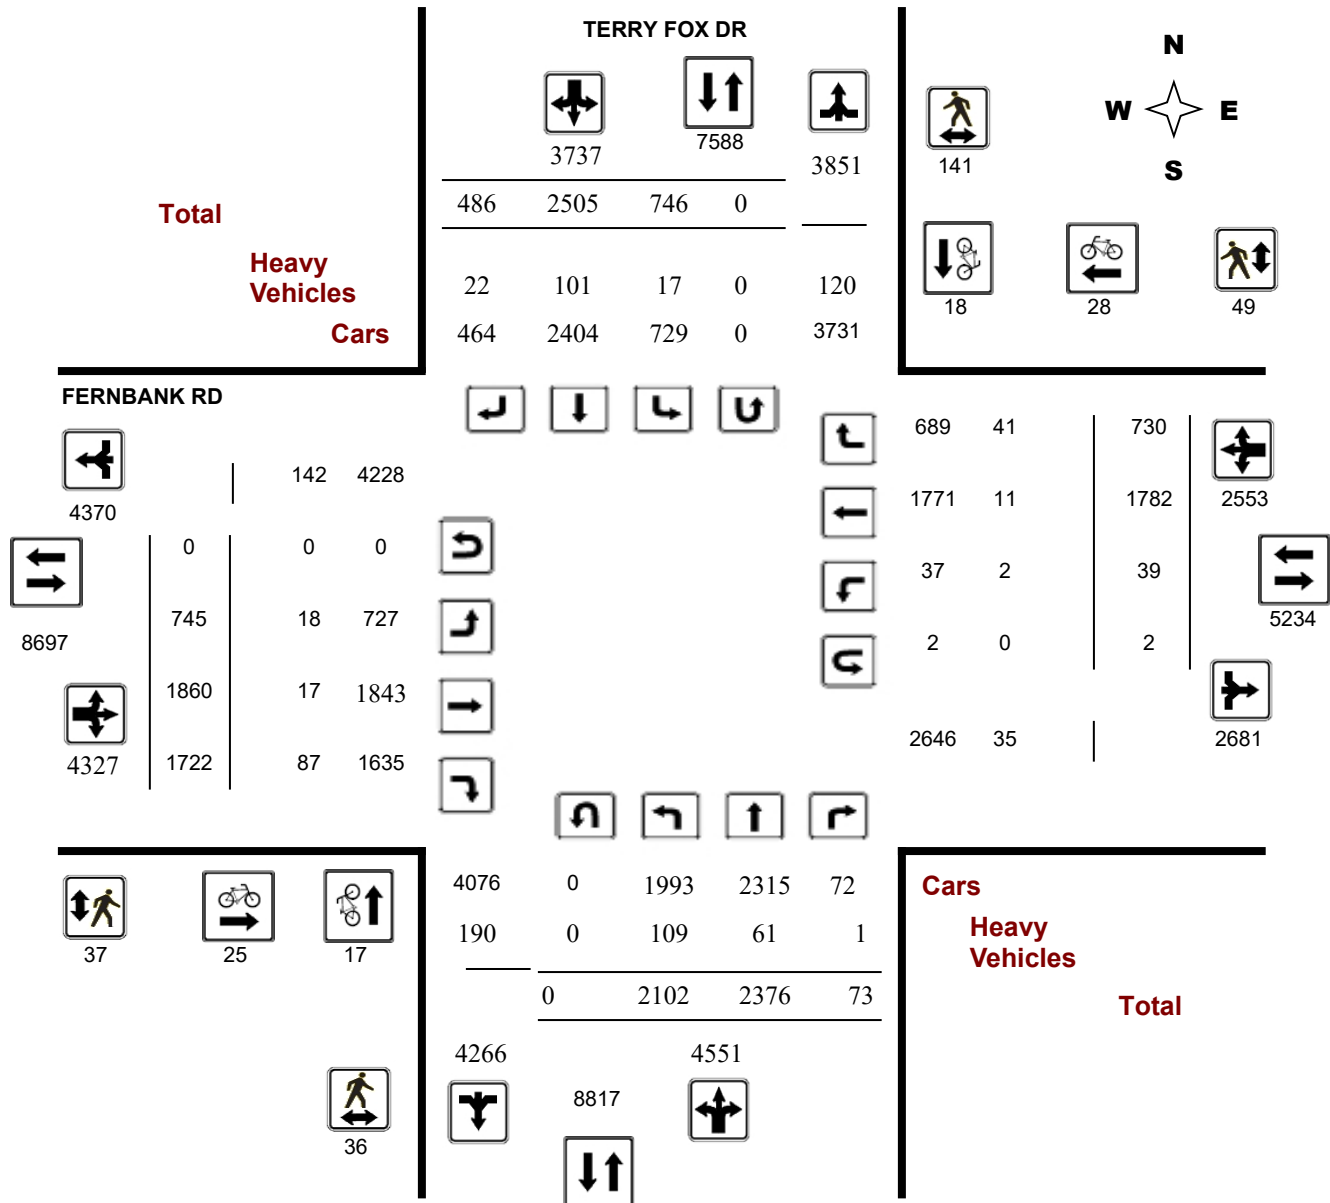 TERRY FOX DR
N
W E
S
3737
7588
3851
141
Total
486 2505 746 0
Heavy
Vehicles
22 101 17 0 120
Cars
464 2404 729 0 3731
18 28 49
FERNBANK RD
689 41 730
142 4228
4370
1771 11 1782 2553
0 0 0
37 2 39
745 18 727
5234
8697
2 0 2
1860 17 1843
2646 35 2681
4327 1722 87 1635
4076 0 1993 2315 72
Cars
190 0 109 61 1
Heavy
Vehicles
37 25 17
0 2102 2376 73
Total
4266 4551
8817
36